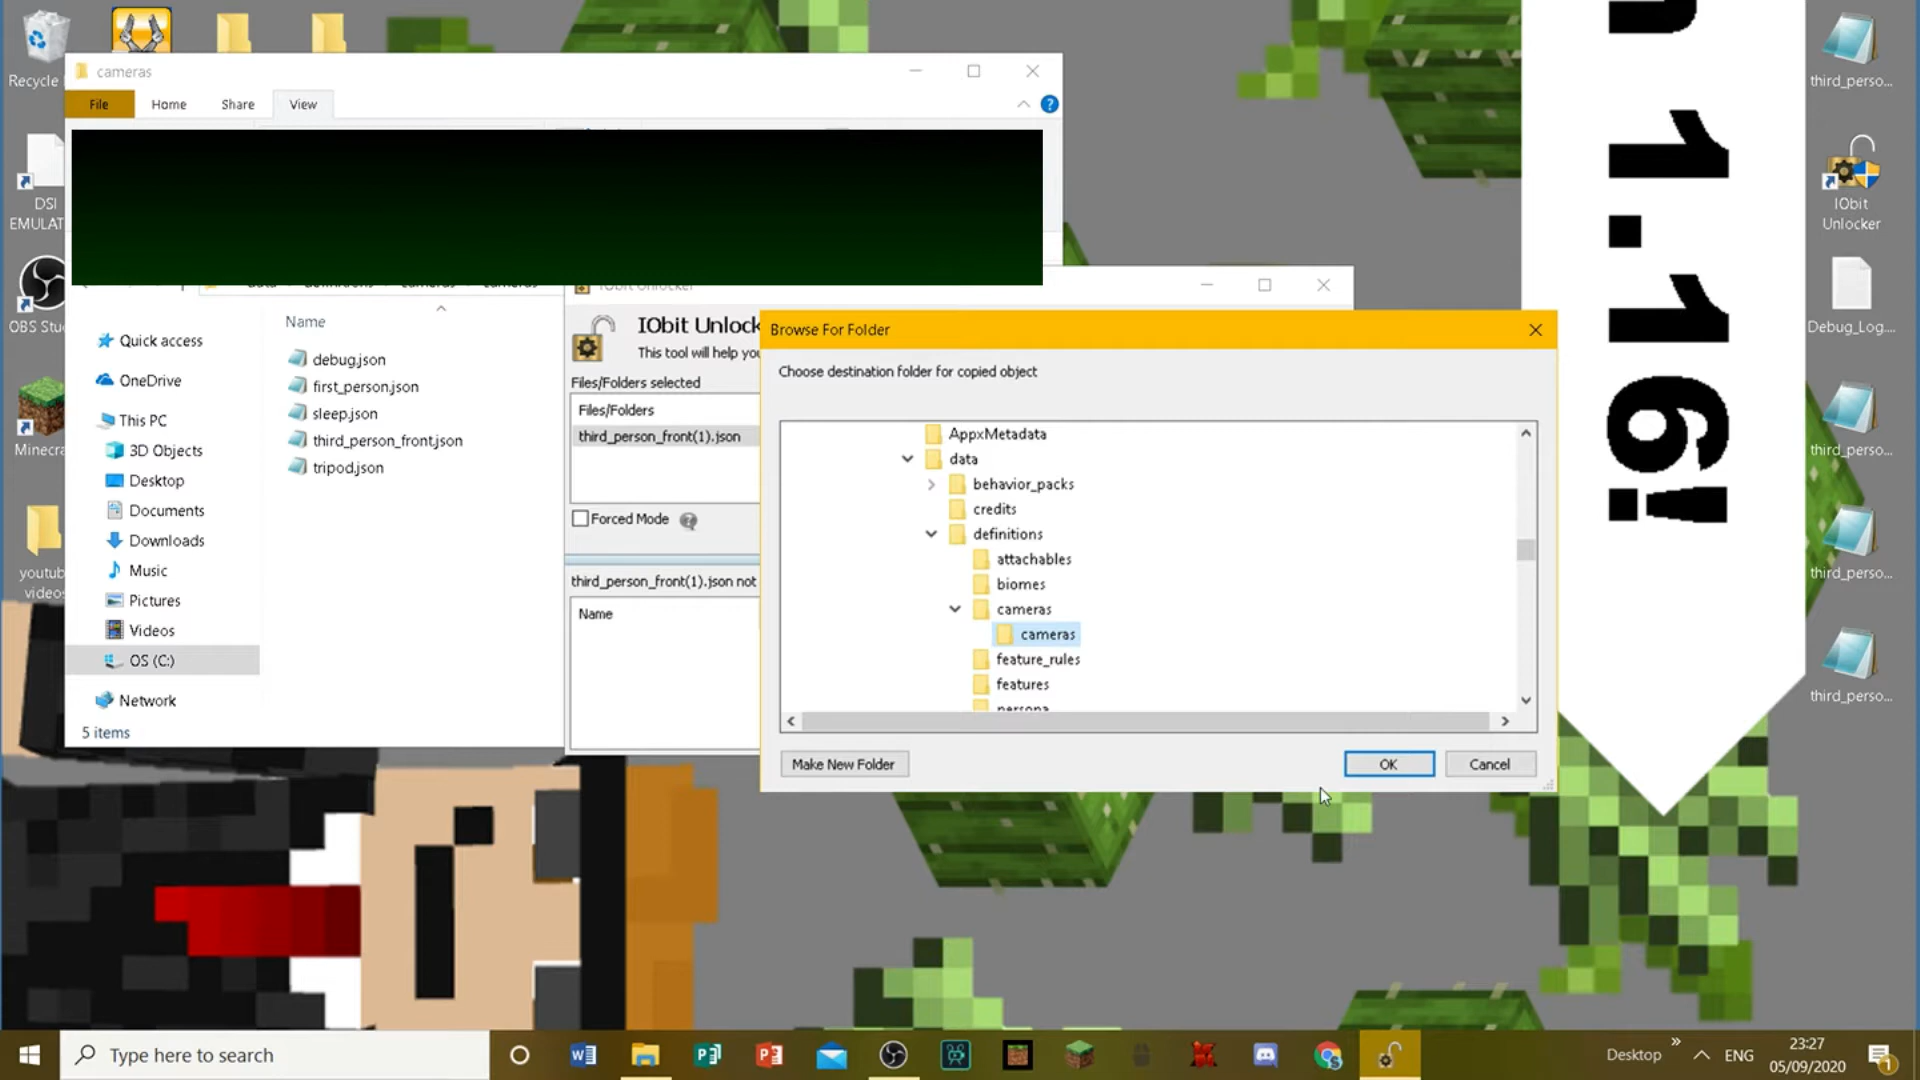 Recycle
cameras
File
Home
Share
View
?
Name
debug.json
first_person.json
sleep.json
third_person_front.json
tripod.json
Quick access
OneDrive
This PC
3D Objects
Desktop
Documents
Downloads
Music
Pictures
Videos
OS (C:)
Network
5 items
DSI
EMULAT
OBS Stu
Minecra
youtub
videos
IObit Unlocker
IObit Unlock
This tool will help you
Files/Folders selected
Files/Folders
third_person_front(1).json
Forced Mode
third_person_front(1).json not
Name
Browse For Folder
Choose destination folder for copied object
AppxMetadata
data
behavior_packs
credits
definitions
attachables
biomes
cameras
cameras
feature_rules
features
persona
Make New Folder
OK
Cancel
1.16!
third_perso...
IObit
Unlocker
Debug_Log....
third_perso...
third_perso...
third_perso...
Type here to search
Desktop
ENG
23:27
05/09/2020
1